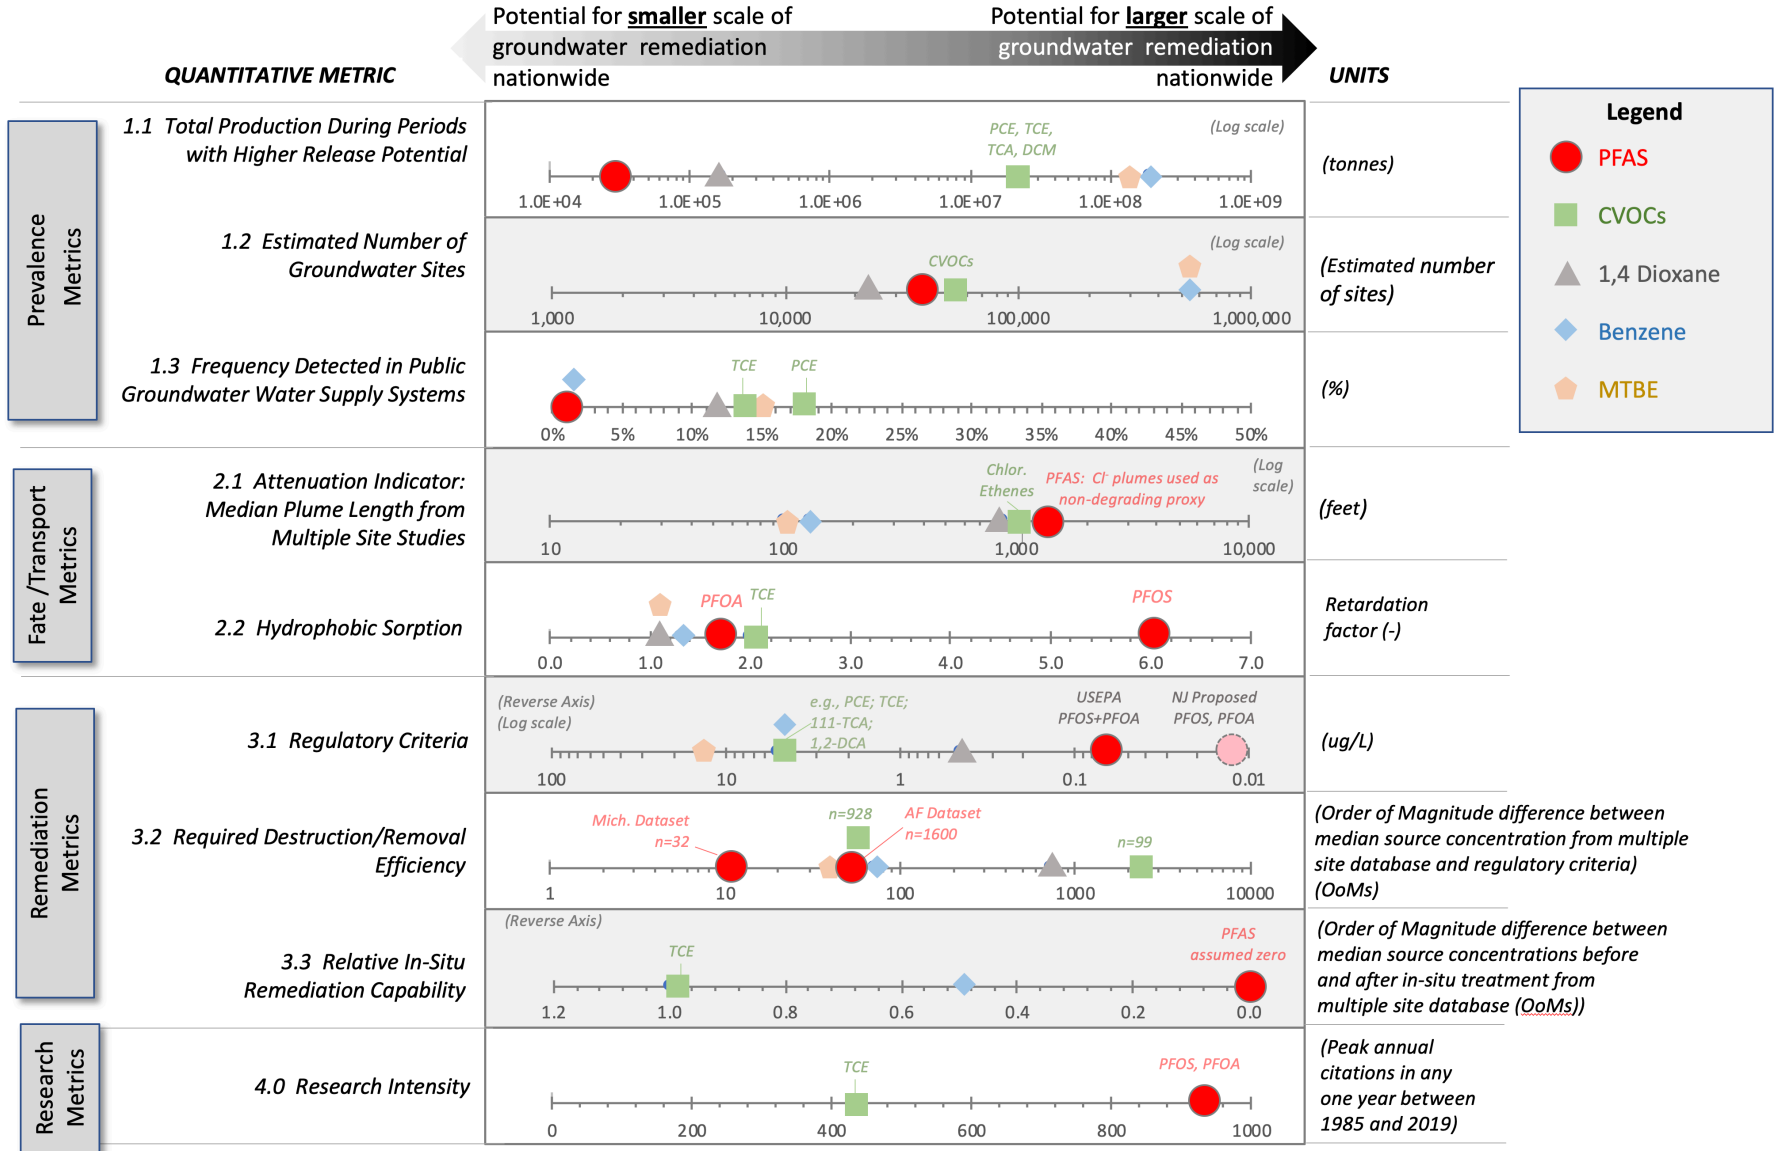 Potential for smaller scale of
groundwater remediation
nationwide
Potential for larger scale of
groundwater remediation
nationwide
QUANTITATIVE METRIC
UNITS
Legend
PFAS
CVOCs
1,4 Dioxane
Benzene
MTBE
Prevalence
Metrics
1.1 Total Production During Periods
with Higher Release Potential
PCE, TCE,
TCA, DCM
(Log scale)
1.0E+04 1.0E+05 1.0E+06 1.0E+07 1.0E+08 1.0E+09
(tonnes)
1.2 Estimated Number of
Groundwater Sites
CVOCs
(Log scale)
1,000 10,000 100,000 1,000,000
(Estimated number
of sites)
1.3 Frequency Detected in Public
Groundwater Water Supply Systems
TCE PCE
0% 5% 10% 15% 20% 25% 30% 35% 40% 45% 50%
(%)
Fate /Transport
Metrics
2.1 Attenuation Indicator:
Median Plume Length from
Multiple Site Studies
Chlor.
Ethenes
PFAS: Cl- plumes used as
non-degrading proxy
(Log
scale)
10 100 1,000 10,000
(feet)
2.2 Hydrophobic Sorption
PFOA TCE PFOS
0.0 1.0 2.0 3.0 4.0 5.0 6.0 7.0
Retardation
factor (-)
Remediation
Metrics
3.1 Regulatory Criteria
(Reverse Axis)
(Log scale)
e.g., PCE; TCE;
111-TCA;
1,2-DCA
USEPA
PFOS+PFOA
NJ Proposed
PFOS, PFOA
100 10 1 0.1 0.01
(ug/L)
3.2 Required Destruction/Removal
Efficiency
Mich. Dataset
n=32
n=928
AF Dataset
n=1600
n=99
1 10 100 1000 10000
(Order of Magnitude difference between
median source concentration from multiple
site database and regulatory criteria)
(OoMs)
3.3 Relative In-Situ
Remediation Capability
(Reverse Axis)
TCE
PFAS
assumed zero
1.2 1.0 0.8 0.6 0.4 0.2 0.0
(Order of Magnitude difference between
median source concentrations before
and after in-situ treatment from
multiple site database (OoMs))
Research
Metrics
4.0 Research Intensity
TCE
PFOS, PFOA
0 200 400 600 800 1000
(Peak annual
citations in any
one year between
1985 and 2019)